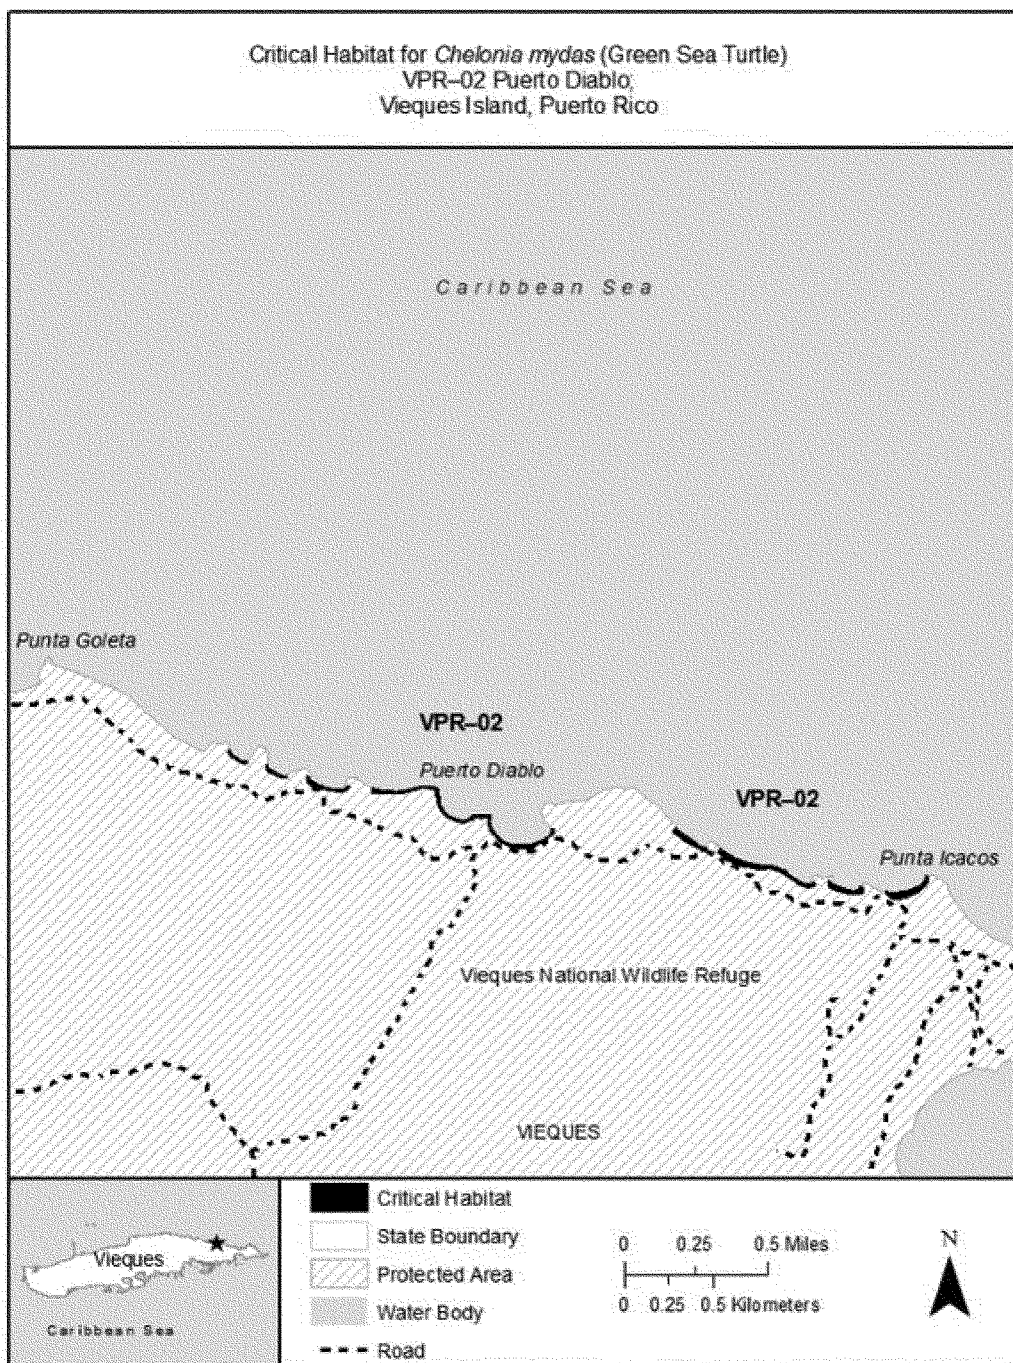 Critical Habitat for Chelonia mydas (Green Sea Turtle)
VPR–02 Puerto Diablo,
Vieques Island, Puerto Rico
Caribbean Sea
Punta Goleta
VPR–02
Puerto Diablo
VPR–02
Punta Icacos
Vieques National Wildlife Refuge
VIEQUES
Vieques
Caribbean Sea
Critical Habitat
State Boundary
Protected Area
Water Body
Road
0 0.25 0.5 Miles
0 0.25 0.5 Kilometers
N